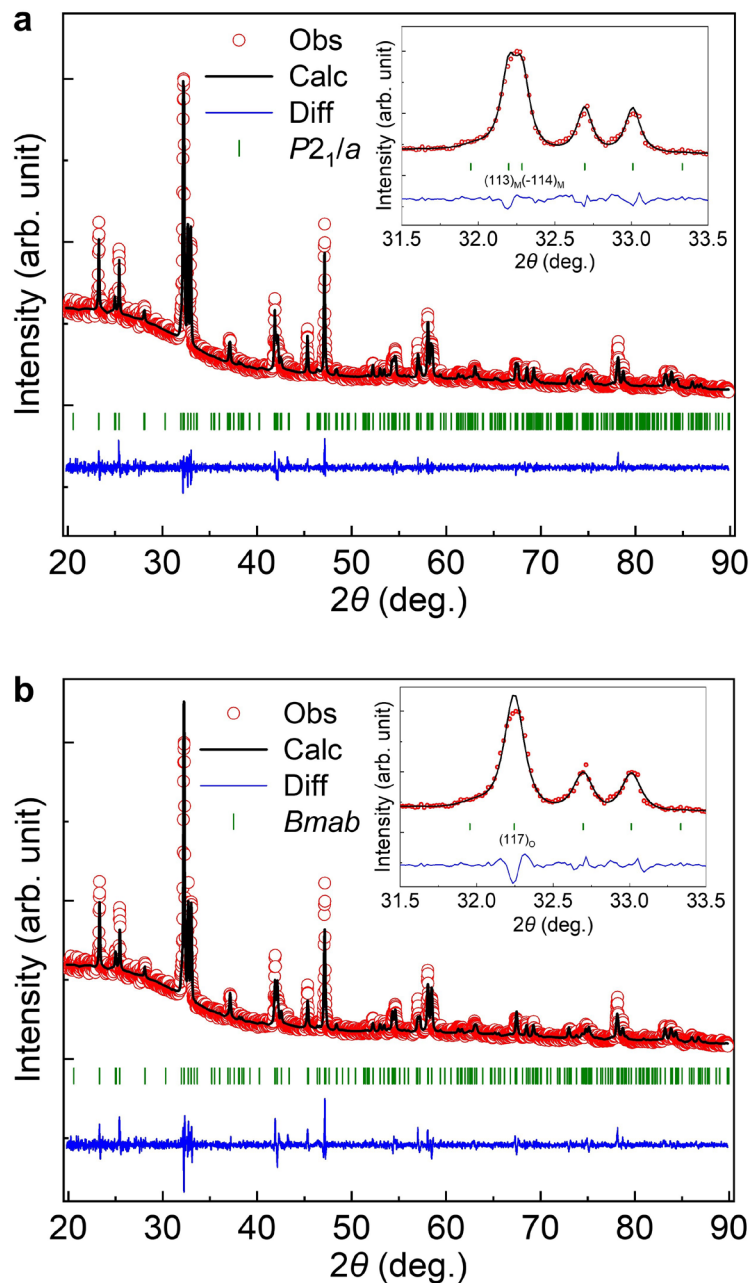 a
Obs
Calc
Diff
P2₁/a
Intensity (arb. unit)
20 30 40 50 60 70 80 90
2θ (deg.)
Intensity (arb. unit)
(113)M(-114)M
31.5 32.0 32.5 33.0 33.5
2θ (deg.)
b
Obs
Calc
Diff
Bmab
Intensity (arb. unit)
20 30 40 50 60 70 80 90
2θ (deg.)
Intensity (arb. unit)
(117)O
31.5 32.0 32.5 33.0 33.5
2θ (deg.)